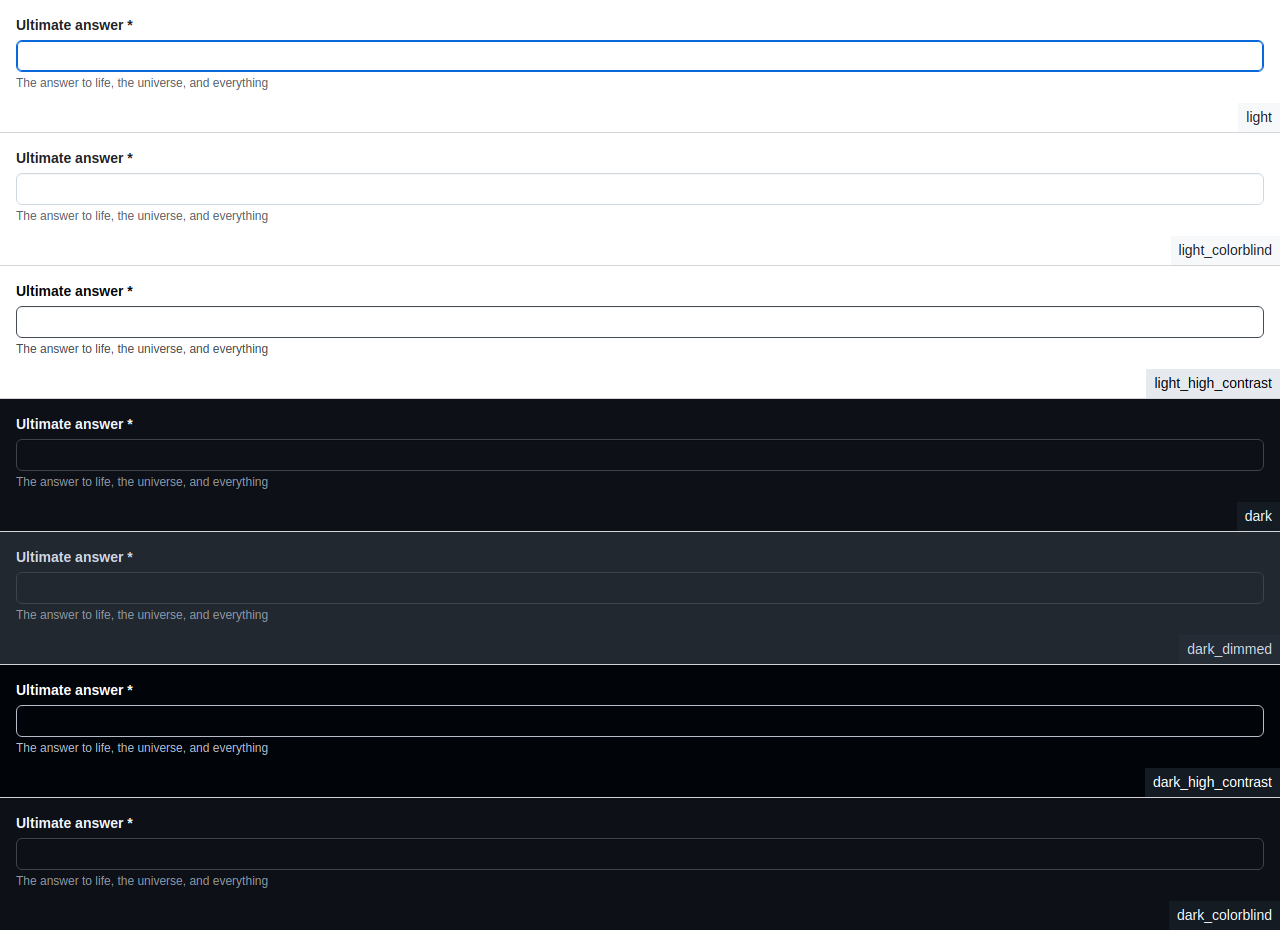 Ultimate answer *
The answer to life, the universe, and everything
light
Ultimate answer *
The answer to life, the universe, and everything
light_colorblind
Ultimate answer *
The answer to life, the universe, and everything
light_high_contrast
Ultimate answer *
The answer to life, the universe, and everything
dark
Ultimate answer *
The answer to life, the universe, and everything
dark_dimmed
Ultimate answer *
The answer to life, the universe, and everything
dark_high_contrast
Ultimate answer *
The answer to life, the universe, and everything
dark_colorblind